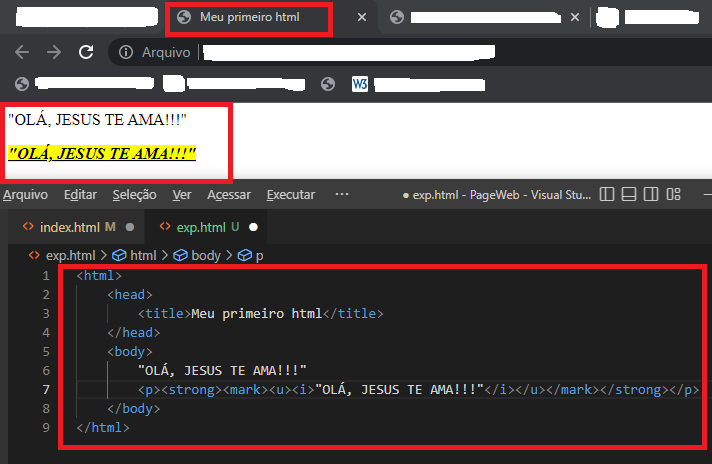 Meu primeiro html
Arquivo
W3
"OLÁ, JESUS TE AMA!!!"
"OLÁ, JESUS TE AMA!!!"
Arquivo Editar Seleção Ver Acessar Executar ··· ● exp.html - PageWeb - Visual Stu...
index.html M ● exp.html U ●
exp.html > html > body > p
1 <html>
2 <head>
3 <title>Meu primeiro html</title>
4 </head>
5 <body>
6 "OLÁ, JESUS TE AMA!!!"
7 <p><strong><mark><u><i>"OLÁ, JESUS TE AMA!!!"</i></u></mark></strong></p>
8 </body>
9 </html>